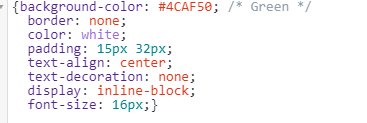 {background-color: #4CAF50; /* Green */
border: none;
color: white;
padding: 15px 32px;
text-align: center;
text-decoration: none;
display: inline-block;
font-size: 16px;}